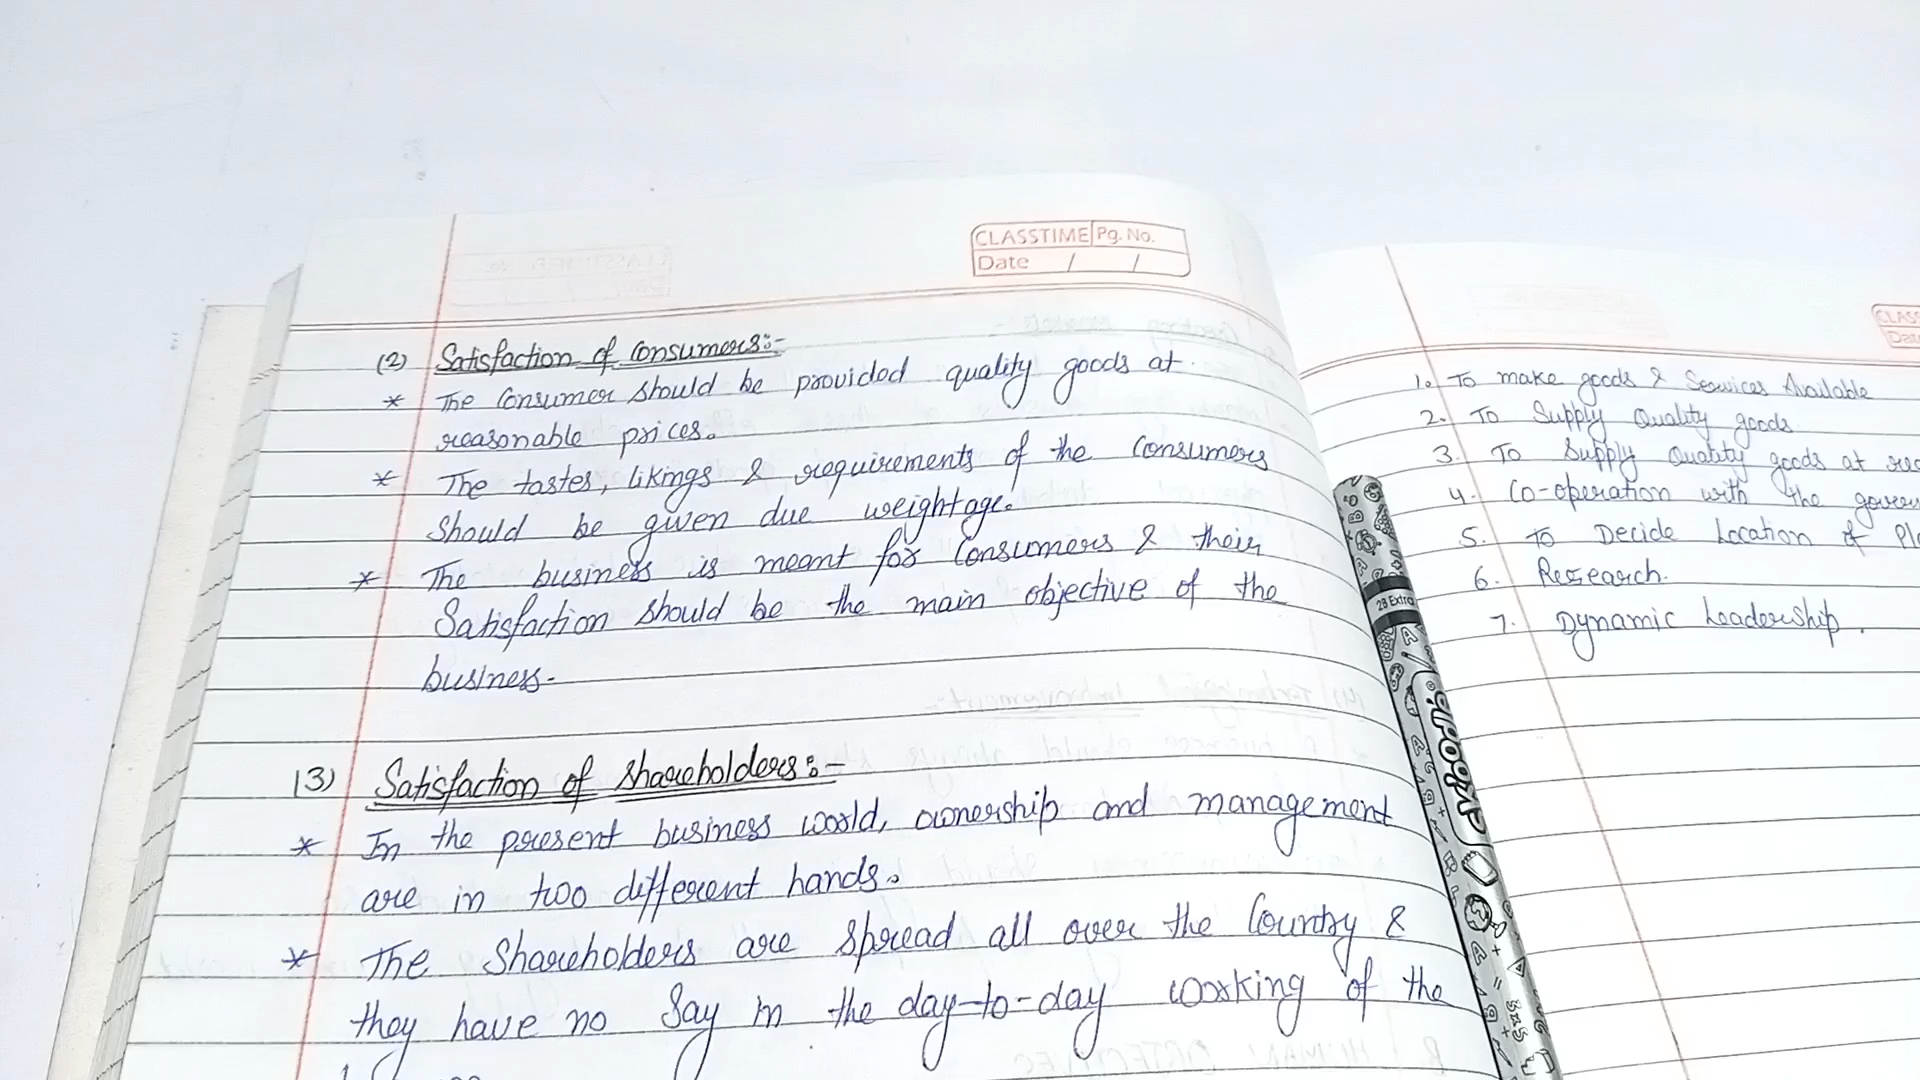 CLASSTIME Pg. No.
Date / /
(2) Satisfaction of Consumers:-
* The Consumer should be provided quality goods at
reasonable prices.
* The tastes, likings & requirements of the Consumers
should be given due weightage.
* The business is meant for Consumers & their
Satisfaction should be the main objective of the
business.
(3) Satisfaction of Shareholders:-
* In the present business world, ownership and management
are in two different hands.
* The Shareholders are spread all over the Country &
they have no say in the day-to-day working of the
1. To make goods & Services Available
2. To Supply Quality goods
3. To Supply Quality goods at
4. Co-operation with the
5. To Decide Location of
6. Research.
7. Dynamic Leadership.
2B Extra
doodle